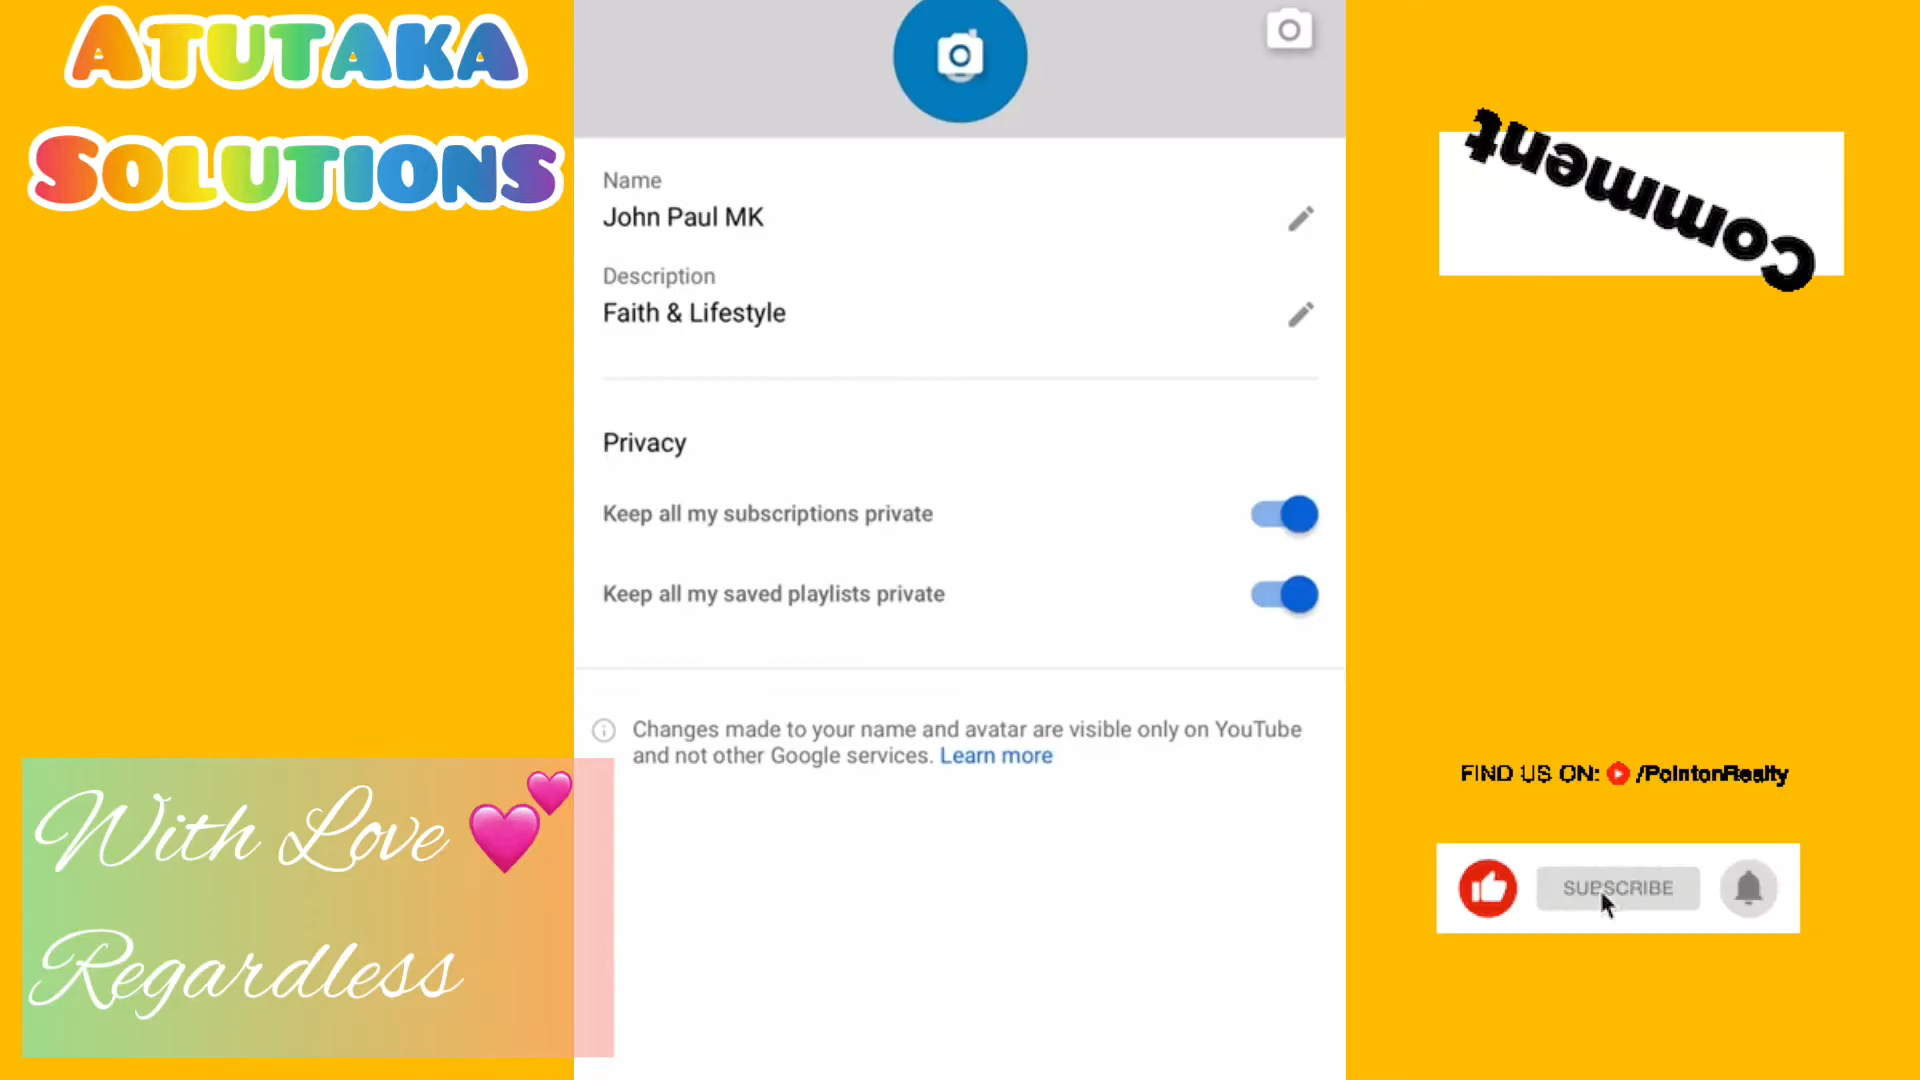 ATUTAKA
SOLUTIONS
Name
John Paul MK
Description
Faith & Lifestyle
Privacy
Keep all my subscriptions private
Keep all my saved playlists private
Changes made to your name and avatar are visible only on YouTube
and not other Google services. Learn more
With Love
Regardless
Comment
FIND US ON: /PointonRealty
SUBSCRIBE